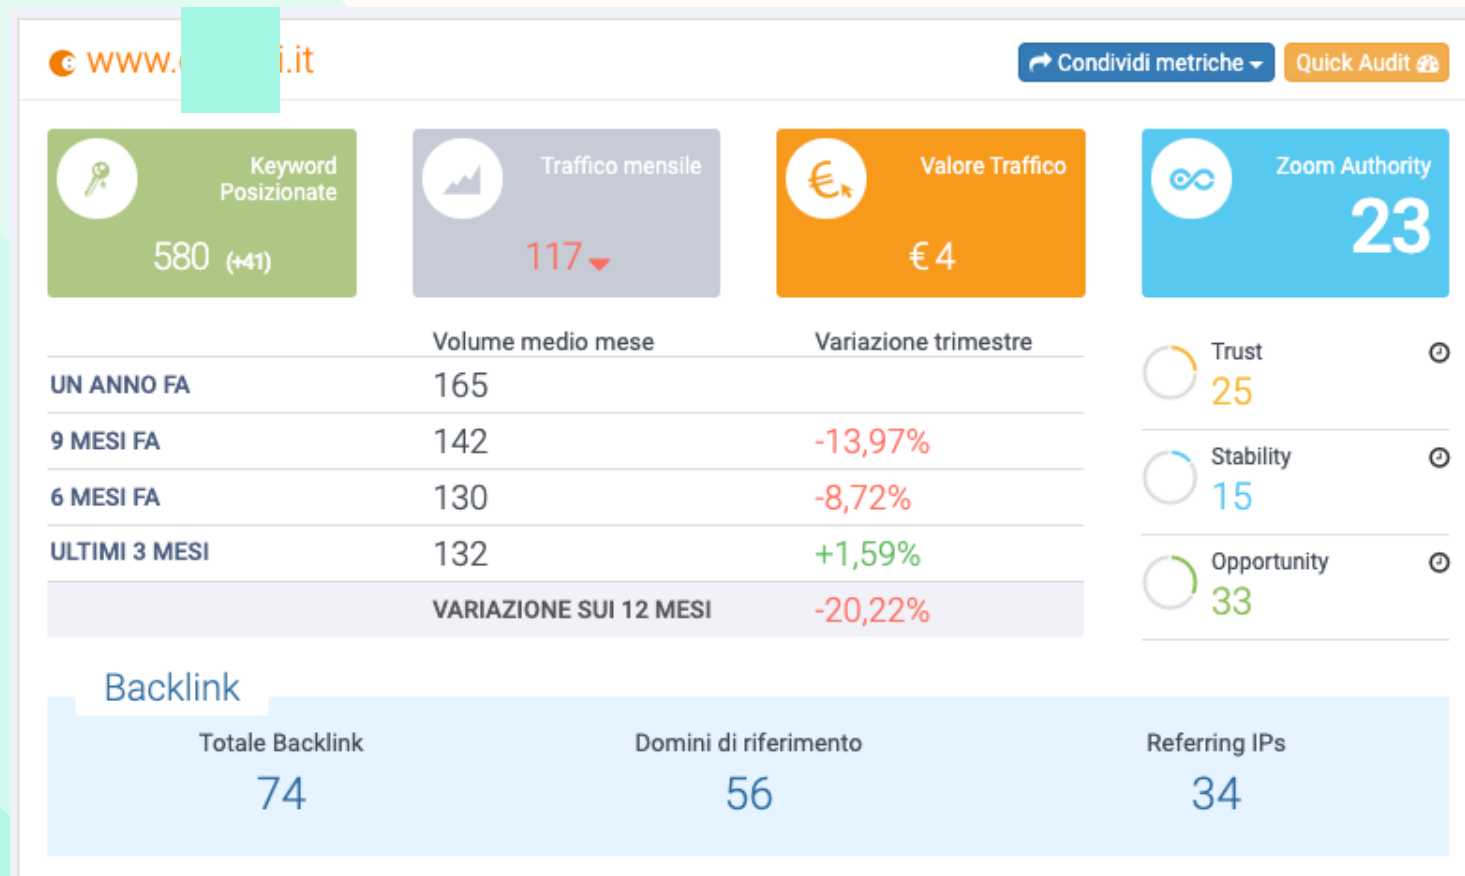 www.
i.it
Condividi metriche
Quick Audit
Keyword
Posizionate
580 (+41)
Traffico mensile
117
Valore Traffico
€ 4
Zoom Authority
23
Volume medio mese
Variazione trimestre
UN ANNO FA
165
9 MESI FA
142
-13,97%
6 MESI FA
130
-8,72%
ULTIMI 3 MESI
132
+1,59%
VARIAZIONE SUI 12 MESI
-20,22%
Trust
25
Stability
15
Opportunity
33
Backlink
Totale Backlink
74
Domini di riferimento
56
Referring IPs
34